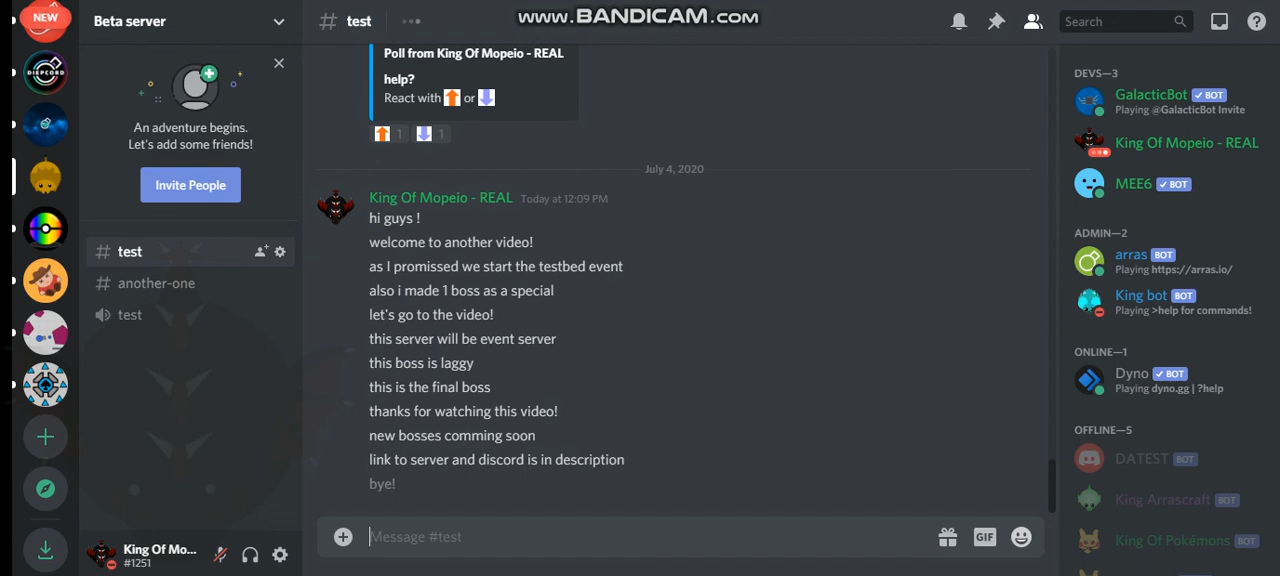 NEW
DIEPCORD
Beta server
# test
www.BANDICAM.com
Search
An adventure begins.
Let's add some friends!
Invite People
# test
# another-one
test
King Of Mo...
#1251
Poll from King Of Mopeio - REAL
help?
React with or
1 1
July 4, 2020
King Of Mopeio - REAL Today at 12:09 PM
hi guys !
welcome to another video!
as I promissed we start the testbed event
also i made 1 boss as a special
let's go to the video!
this server will be event server
this boss is laggy
this is the final boss
thanks for watching this video!
new bosses comming soon
link to server and discord is in description
bye!
Message #test
GIF
DEVS—3
GalacticBot BOT
Playing @GalacticBot Invite
King Of Mopeio - REAL
MEE6 BOT
ADMIN—2
arras BOT
Playing https://arras.io/
King bot BOT
Playing >help for commands!
ONLINE—1
Dyno BOT
Playing dyno.gg | ?help
OFFLINE—5
DATEST BOT
King Arrascraft BOT
King Of Pokémons BOT